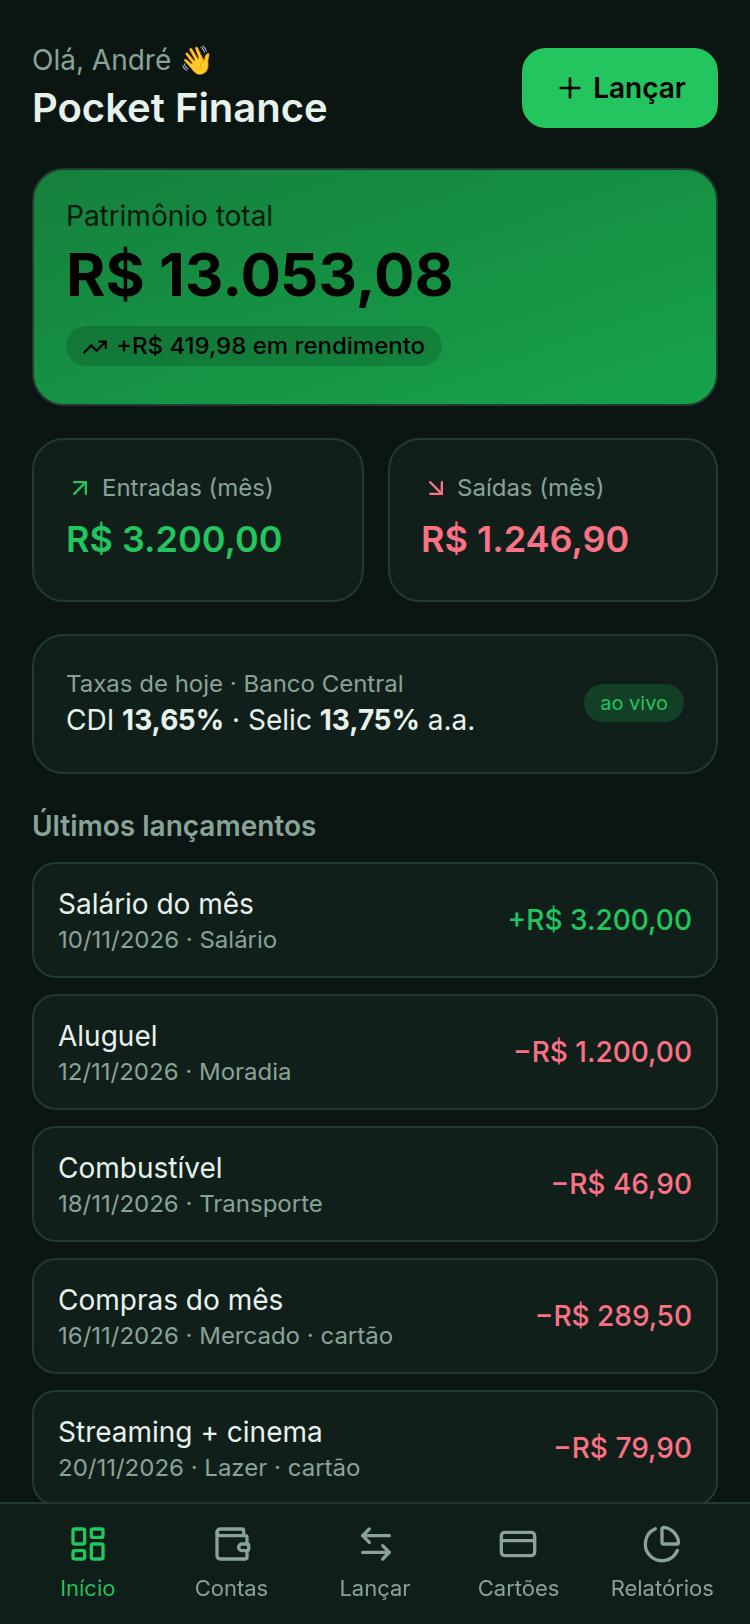 Olá, André 👋
Pocket Finance
+ Lançar
Patrimônio total
R$ 13.053,08
+R$ 419,98 em rendimento
Entradas (mês)
R$ 3.200,00
Saídas (mês)
R$ 1.246,90
Taxas de hoje · Banco Central
CDI 13,65% · Selic 13,75% a.a.
ao vivo
Últimos lançamentos
Salário do mês
10/11/2026 · Salário
+R$ 3.200,00
Aluguel
12/11/2026 · Moradia
−R$ 1.200,00
Combustível
18/11/2026 · Transporte
−R$ 46,90
Compras do mês
16/11/2026 · Mercado · cartão
−R$ 289,50
Streaming + cinema
20/11/2026 · Lazer · cartão
−R$ 79,90
Início
Contas
Lançar
Cartões
Relatórios